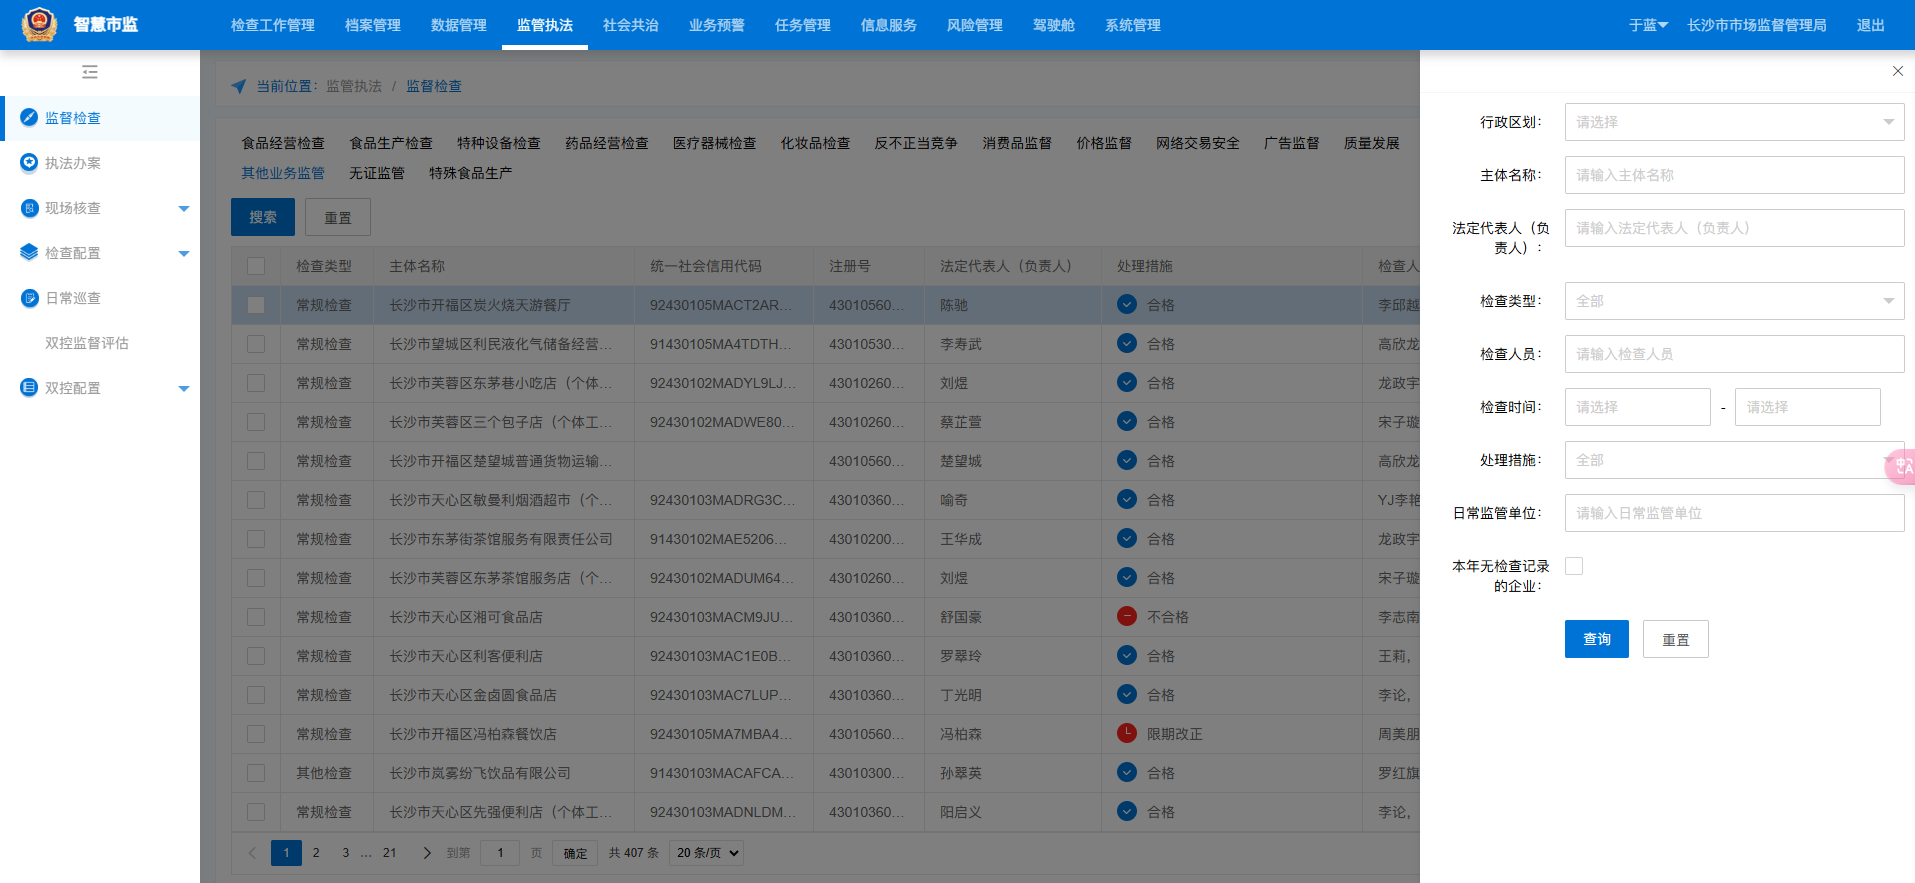 智慧市监
检查工作管理 档案管理 数据管理 监管执法 社会共治 业务预警 任务管理 信息服务 风险管理 驾驶舱 系统管理 于蓝 长沙市市场监督管理局 退出
监督检查
执法办案
现场核查
检查配置
日常巡查
双控监督评估
双控配置
当前位置： 监管执法 / 监督检查
食品经营检查 食品生产检查 特种设备检查 药品经营检查 医疗器械检查 化妆品检查 反不正当竞争 消费品监督 价格监督 网络交易安全 广告监督 质量发展
其他业务监管 无证监管 特殊食品生产
搜索 重置
检查类型 主体名称 统一社会信用代码 注册号 法定代表人（负责人） 处理措施 检查人
常规检查 长沙市开福区炭火烧天游餐厅 92430105MACT2AR... 43010560... 陈驰 合格 李邱越
常规检查 长沙市望城区利民液化气储备经营... 91430105MA4TDTH... 43010530... 李寿武 合格 高欣龙
常规检查 长沙市芙蓉区东茅巷小吃店（个体... 92430102MADYL9LJ... 43010260... 刘煜 合格 龙政宇
常规检查 长沙市芙蓉区三个包子店（个体工... 92430102MADWE80... 43010260... 蔡芷萱 合格 宋子璇
常规检查 长沙市开福区楚望城普通货物运输... 43010560... 楚望城 合格 高欣龙
常规检查 长沙市天心区敏曼利烟酒超市（个... 92430103MADRG3C... 43010360... 喻奇 合格 YJ李艳
常规检查 长沙市东茅街茶馆服务有限责任公司 91430102MAE5206... 43010200... 王华成 合格 龙政宇
常规检查 长沙市芙蓉区东茅茶馆服务店（个... 92430102MADUM64... 43010260... 刘煜 合格 宋子璇
常规检查 长沙市天心区湘可食品店 92430103MACM9JU... 43010360... 舒国豪 不合格 李志南
常规检查 长沙市天心区利客便利店 92430103MAC1E0B... 43010360... 罗翠玲 合格 王莉，
常规检查 长沙市天心区金卤圆食品店 92430103MAC7LUP... 43010360... 丁光明 合格 李论，
常规检查 长沙市开福区冯柏森餐饮店 92430105MA7MBA4... 43010560... 冯柏森 限期改正 周美朋
其他检查 长沙市岚雾纷飞饮品有限公司 91430103MACAFCA... 43010300... 孙翠英 合格 罗红旗
常规检查 长沙市天心区先强便利店（个体工... 92430103MADNLDM... 43010360... 阳启义 合格 李论，
1 2 3 ... 21 到第 1 页 确定 共 407 条 20 条/页
行政区划： 请选择
主体名称： 请输入主体名称
法定代表人（负
责人）： 请输入法定代表人（负责人）
检查类型： 全部
检查人员： 请输入检查人员
检查时间： 请选择 - 请选择
处理措施： 全部
日常监管单位： 请输入日常监管单位
本年无检查记录
的企业：
查询 重置